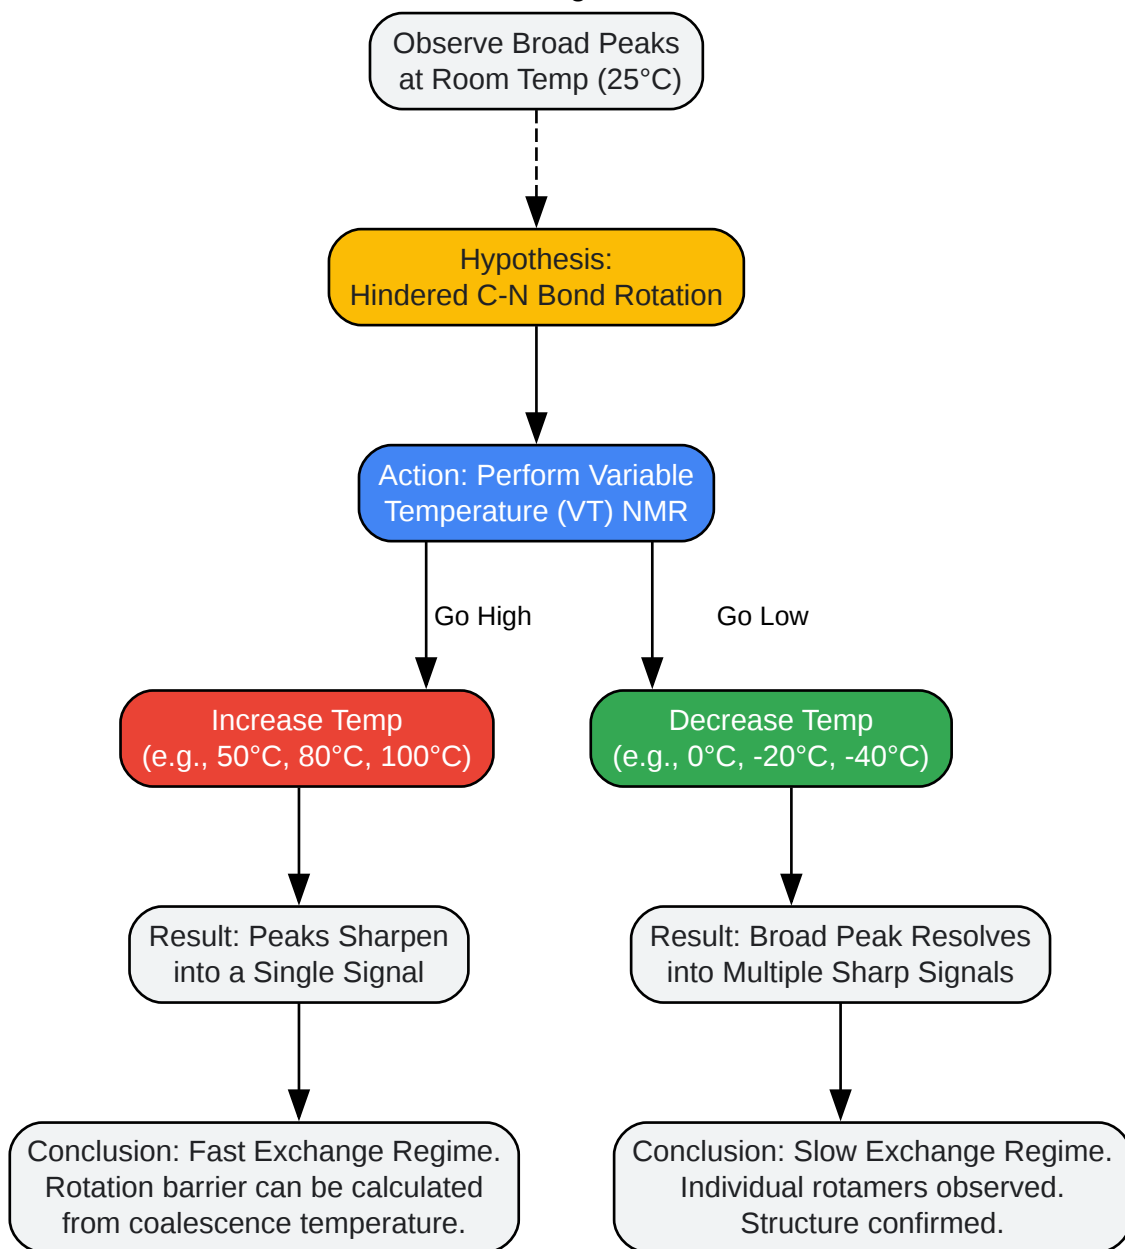 Observe Broad Peaks
at Room Temp (25°C)
Hypothesis:
Hindered C-N Bond Rotation
Action: Perform Variable
Temperature (VT) NMR
Go High
Go Low
Increase Temp
(e.g., 50°C, 80°C, 100°C)
Decrease Temp
(e.g., 0°C, -20°C, -40°C)
Result: Peaks Sharpen
into a Single Signal
Result: Broad Peak Resolves
into Multiple Sharp Signals
Conclusion: Fast Exchange Regime.
Rotation barrier can be calculated
from coalescence temperature.
Conclusion: Slow Exchange Regime.
Individual rotamers observed.
Structure confirmed.